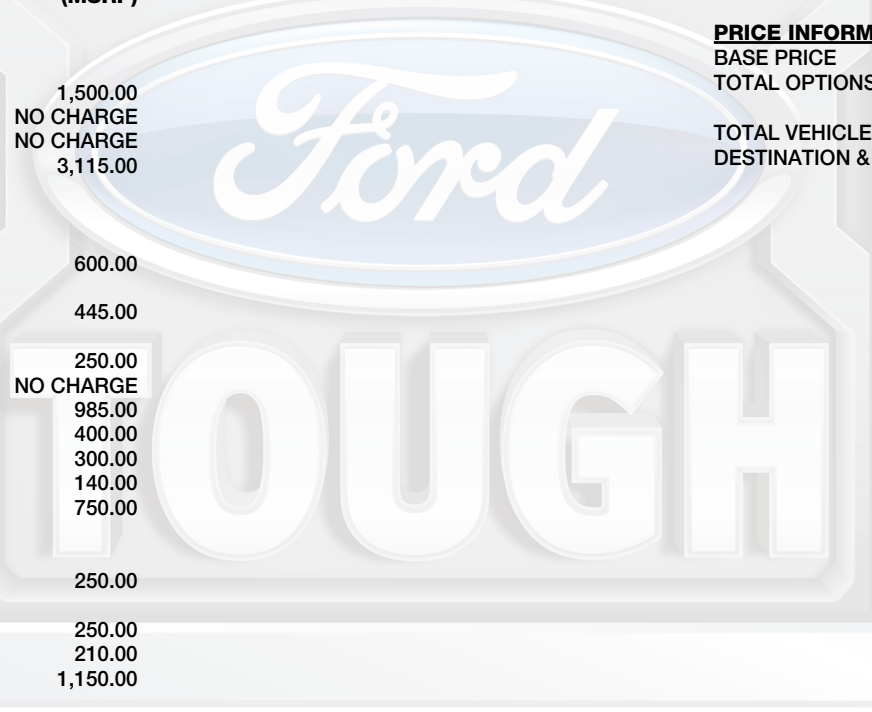 (MSRP)
PRICE INFORM
BASE PRICE
TOTAL OPTIONS
TOTAL VEHICLE
DESTINATION &
1,500.00
NO CHARGE
NO CHARGE
3,115.00
600.00
445.00
250.00
NO CHARGE
985.00
400.00
300.00
140.00
750.00
250.00
250.00
210.00
1,150.00
Ford
TOUGH